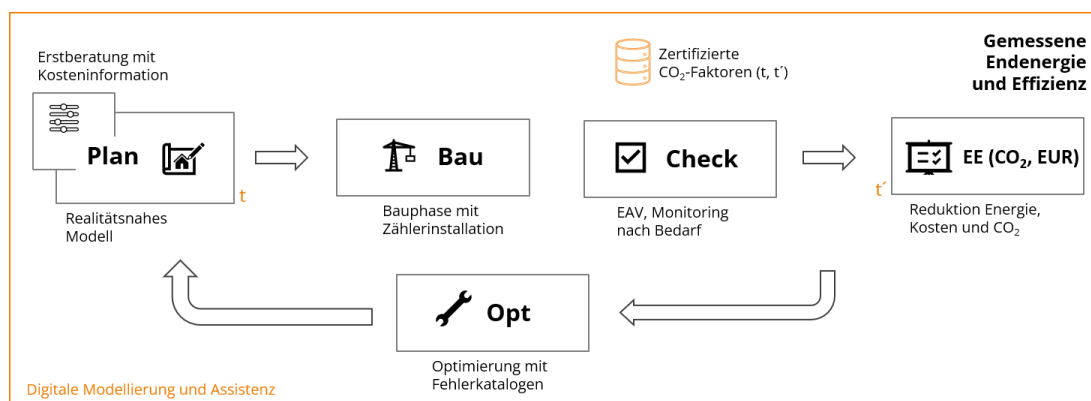 Erstberatung mit
Kosteninformation
Zertifizierte
CO₂-Faktoren (t, t´)
Gemessene
Endenergie
und Effizienz
Plan
Bau
Check
EE (CO₂, EUR)
t
t´
Realitätsnahes
Modell
Bauphase mit
Zählerinstallation
EAV, Monitoring
nach Bedarf
Reduktion Energie,
Kosten und CO₂
Opt
Optimierung mit
Fehlerkatalogen
Digitale Modellierung und Assistenz